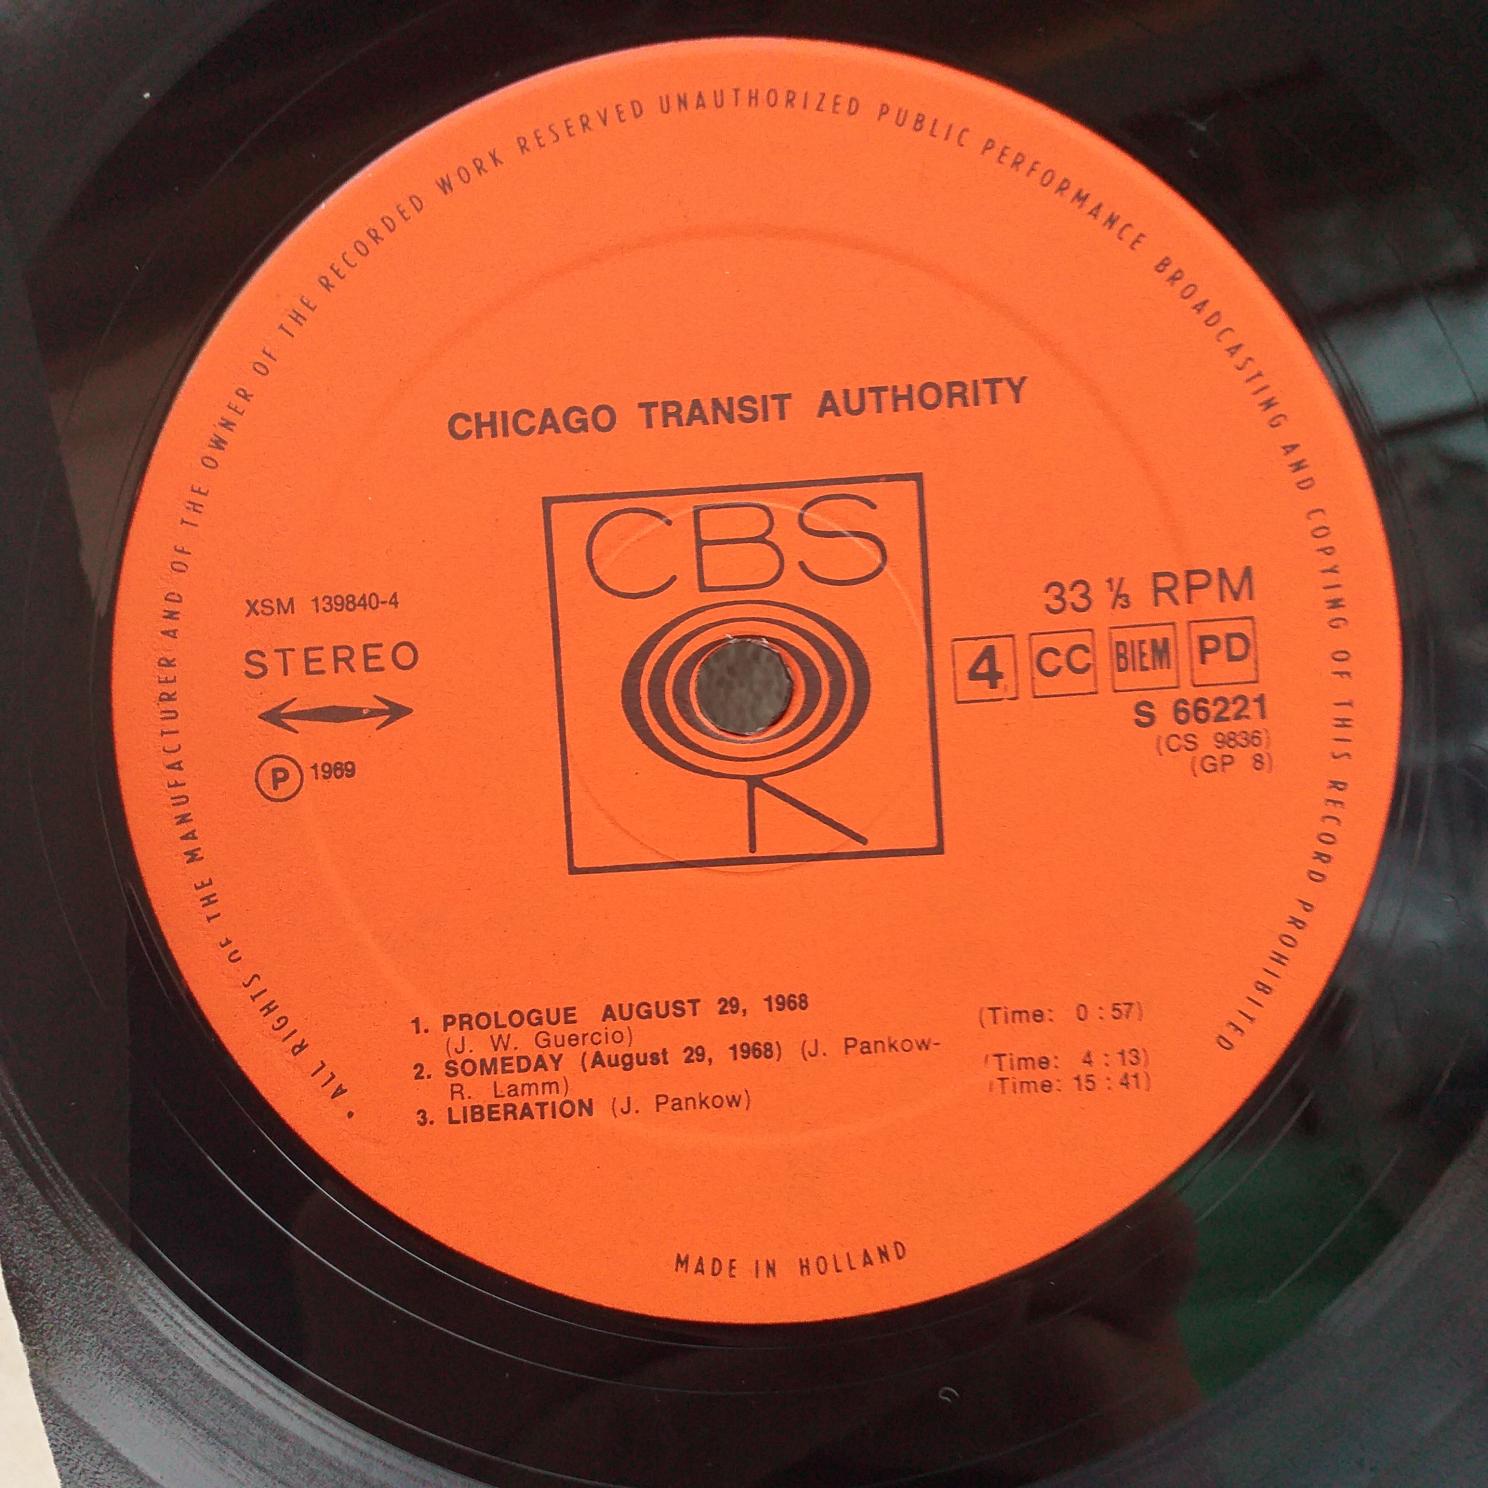 • ALL RIGHTS OF THE MANUFACTURER AND OF THE OWNER OF THE RECORDED WORK RESERVED UNAUTHORIZED PUBLIC PERFORMANCE BROADCASTING AND COPYING OF THIS RECORD PROHIBITED
CHICAGO TRANSIT AUTHORITY
CBS
XSM 139840-4
STEREO
℗ 1969
33 ⅓ RPM
4 CC BIEM PD
S 66221
(CS 9836)
(GP 8)
1. PROLOGUE AUGUST 29, 1968 (Time: 0 : 57)
(J. W. Guercio)
2. SOMEDAY (August 29, 1968) (J. Pankow-
R. Lamm) (Time: 4 : 13)
3. LIBERATION (J. Pankow) (Time: 15 : 41)
MADE IN HOLLAND